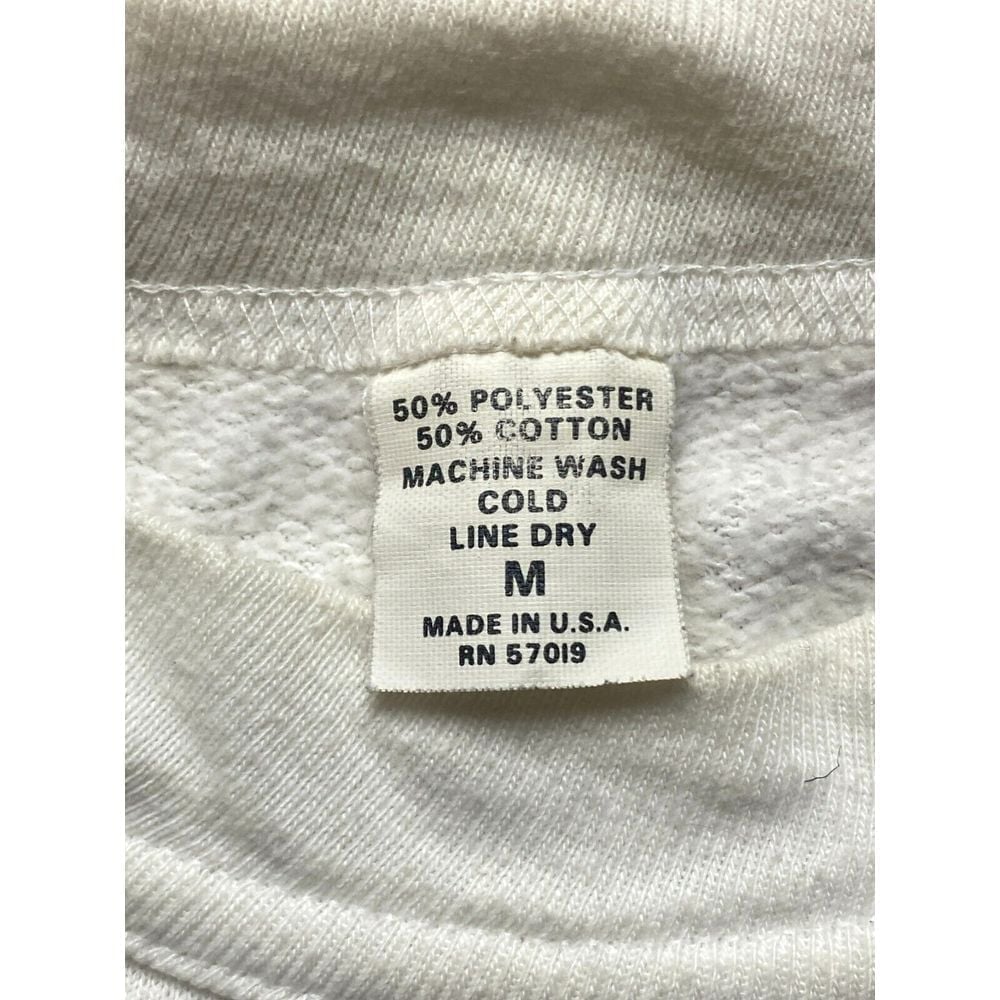 50% POLYESTER
50% COTTON
MACHINE WASH
COLD
LINE DRY
M
MADE IN U.S.A.
RN 57019